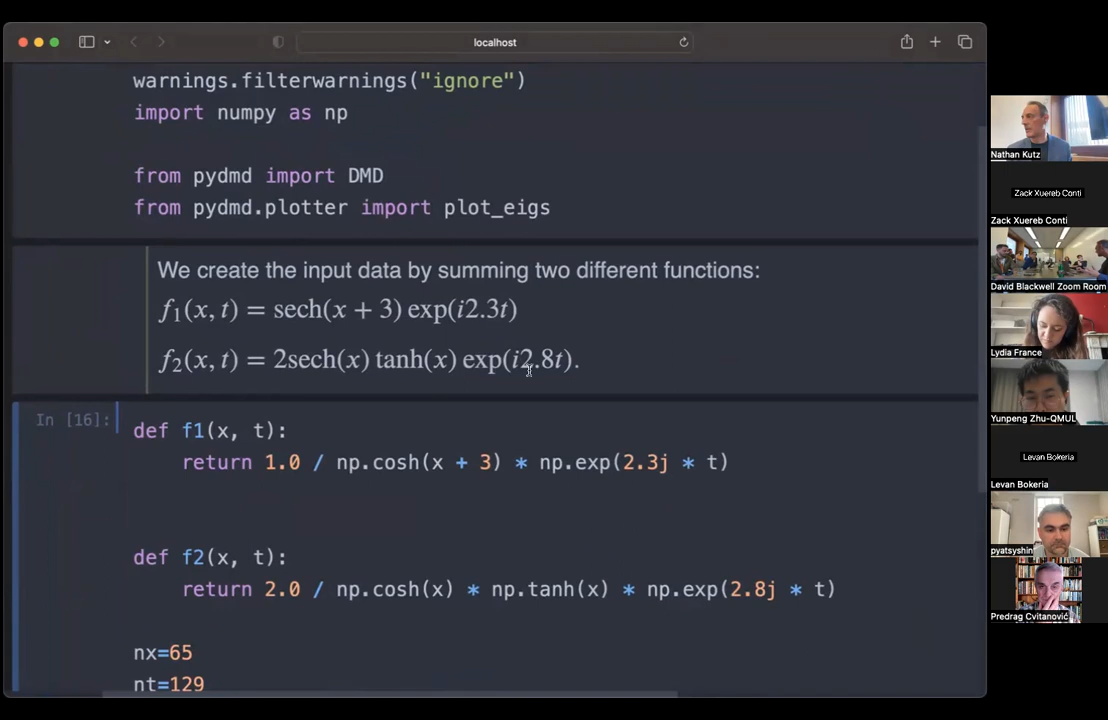 localhost
warnings.filterwarnings("ignore")
import numpy as np
from pydmd import DMD
from pydmd.plotter import plot_eigs
We create the input data by summing two different functions:
f₁(x, t) = sech(x + 3) exp(i2.3t)
f₂(x, t) = 2sech(x) tanh(x) exp(i2.8t).
In [16]:
def f1(x, t):
return 1.0 / np.cosh(x + 3) * np.exp(2.3j * t)
def f2(x, t):
return 2.0 / np.cosh(x) * np.tanh(x) * np.exp(2.8j * t)
nx=65
nt=129
Nathan Kutz
Zack Xuereb Conti
Zack Xuereb Conti
David Blackwell Zoom Room
Lydia France
Yunpeng Zhu-QMUL
Levan Bokeria
Levan Bokeria
pyatsyshin
Predrag Cvitanović